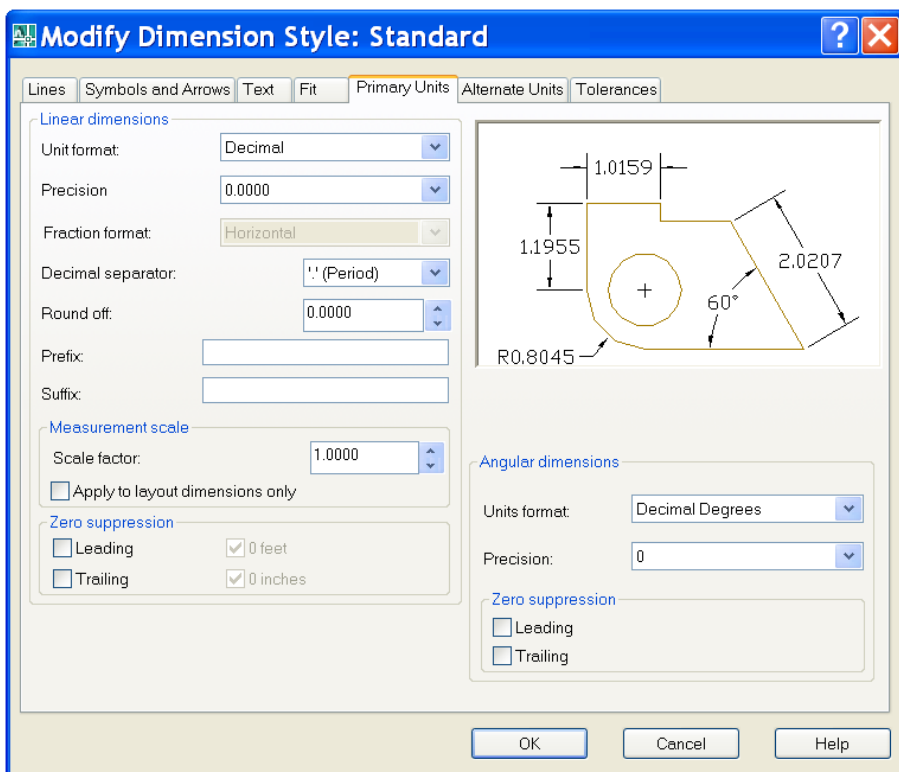 Modify Dimension Style: Standard
Lines Symbols and Arrows Text Fit Primary Units Alternate Units Tolerances
Linear dimensions
Unit format: Decimal
Precision 0.0000
Fraction format: Horizontal
Decimal separator: '.' (Period)
Round off: 0.0000
Prefix:
Suffix:
Measurement scale
Scale factor: 1.0000
Apply to layout dimensions only
Zero suppression
Leading 0 feet
Trailing 0 inches
1.0159
1.1955
2.0207
60°
R0.8045
Angular dimensions
Units format: Decimal Degrees
Precision: 0
Zero suppression
Leading
Trailing
OK Cancel Help